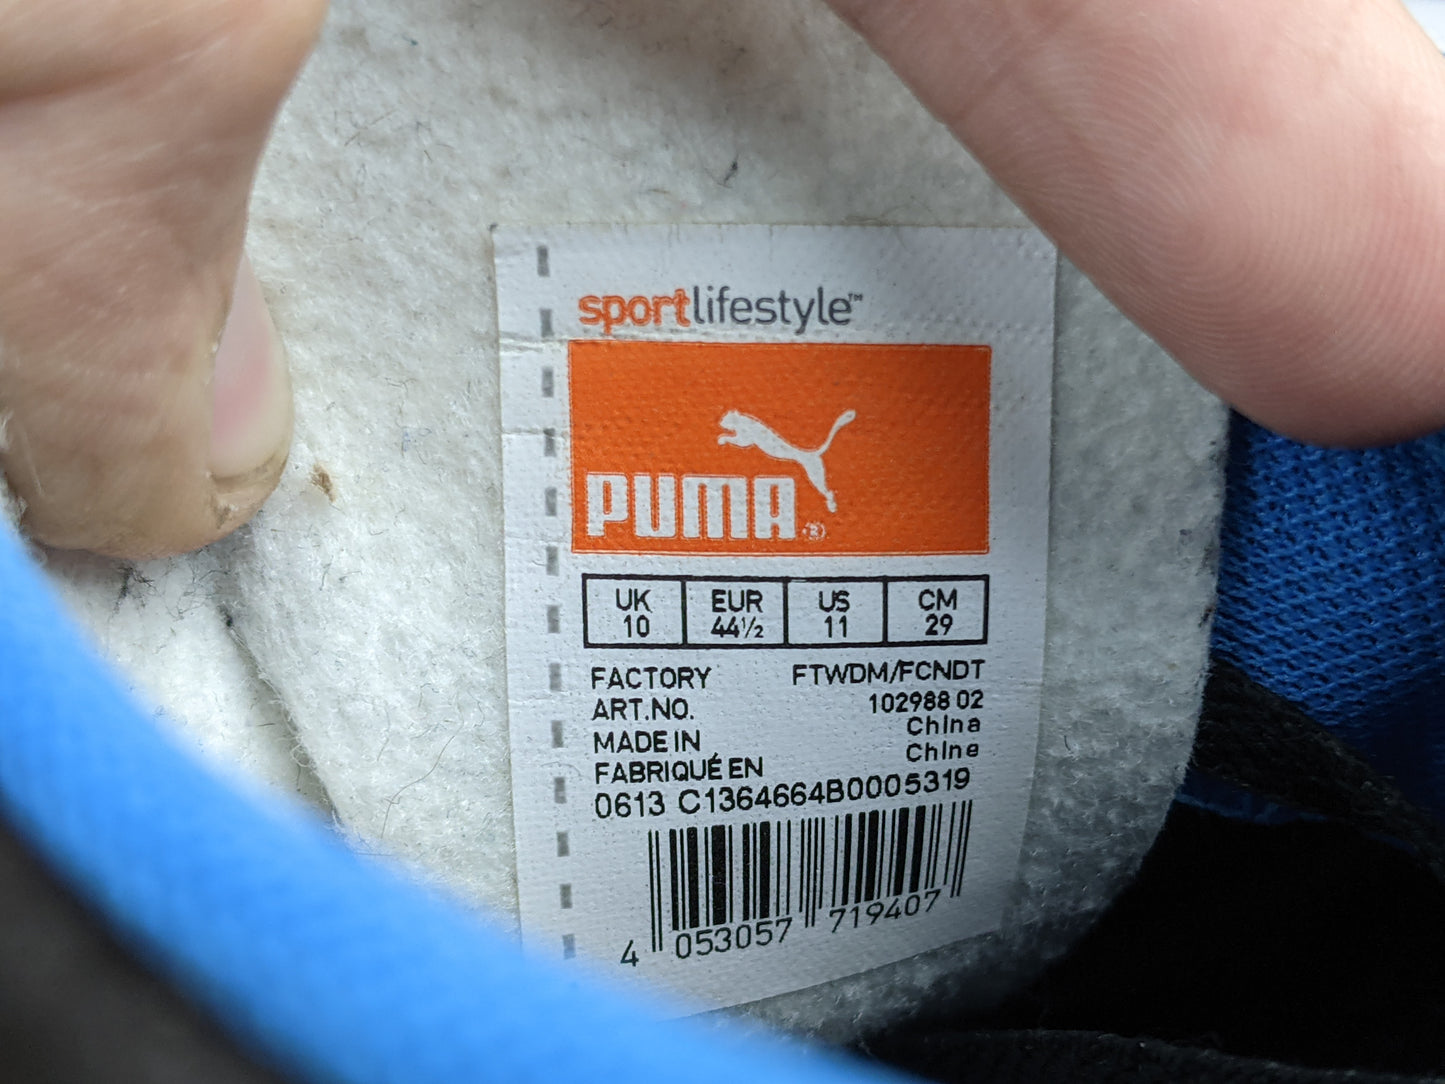 sportlifestyle™
PUMA®
UK EUR US CM
10 44½ 11 29
FACTORY FTWDM/FCNDT
ART.NO. 102988 02
MADE IN China
FABRIQUÉ EN Chine
0613 C1364664B0005319
4 053057 719407